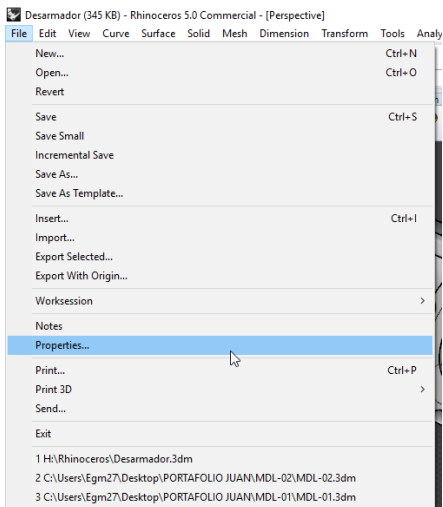 Desarmador (345 KB) - Rhinoceros 5.0 Commercial - [Perspective]
File Edit View Curve Surface Solid Mesh Dimension Transform Tools Analy
New... Ctrl+N
Open... Ctrl+O
Revert
Save Ctrl+S
Save Small
Incremental Save
Save As...
Save As Template...
Insert... Ctrl+I
Import...
Export Selected...
Export With Origin...
Worksession
Notes
Properties...
Print... Ctrl+P
Print 3D
Send...
Exit
1 H:\Rhinoceros\Desarmador.3dm
2 C:\Users\Egm27\Desktop\PORTAFOLIO JUAN\MDL-02\MDL-02.3dm
3 C:\Users\Egm27\Desktop\PORTAFOLIO JUAN\MDL-01\MDL-01.3dm